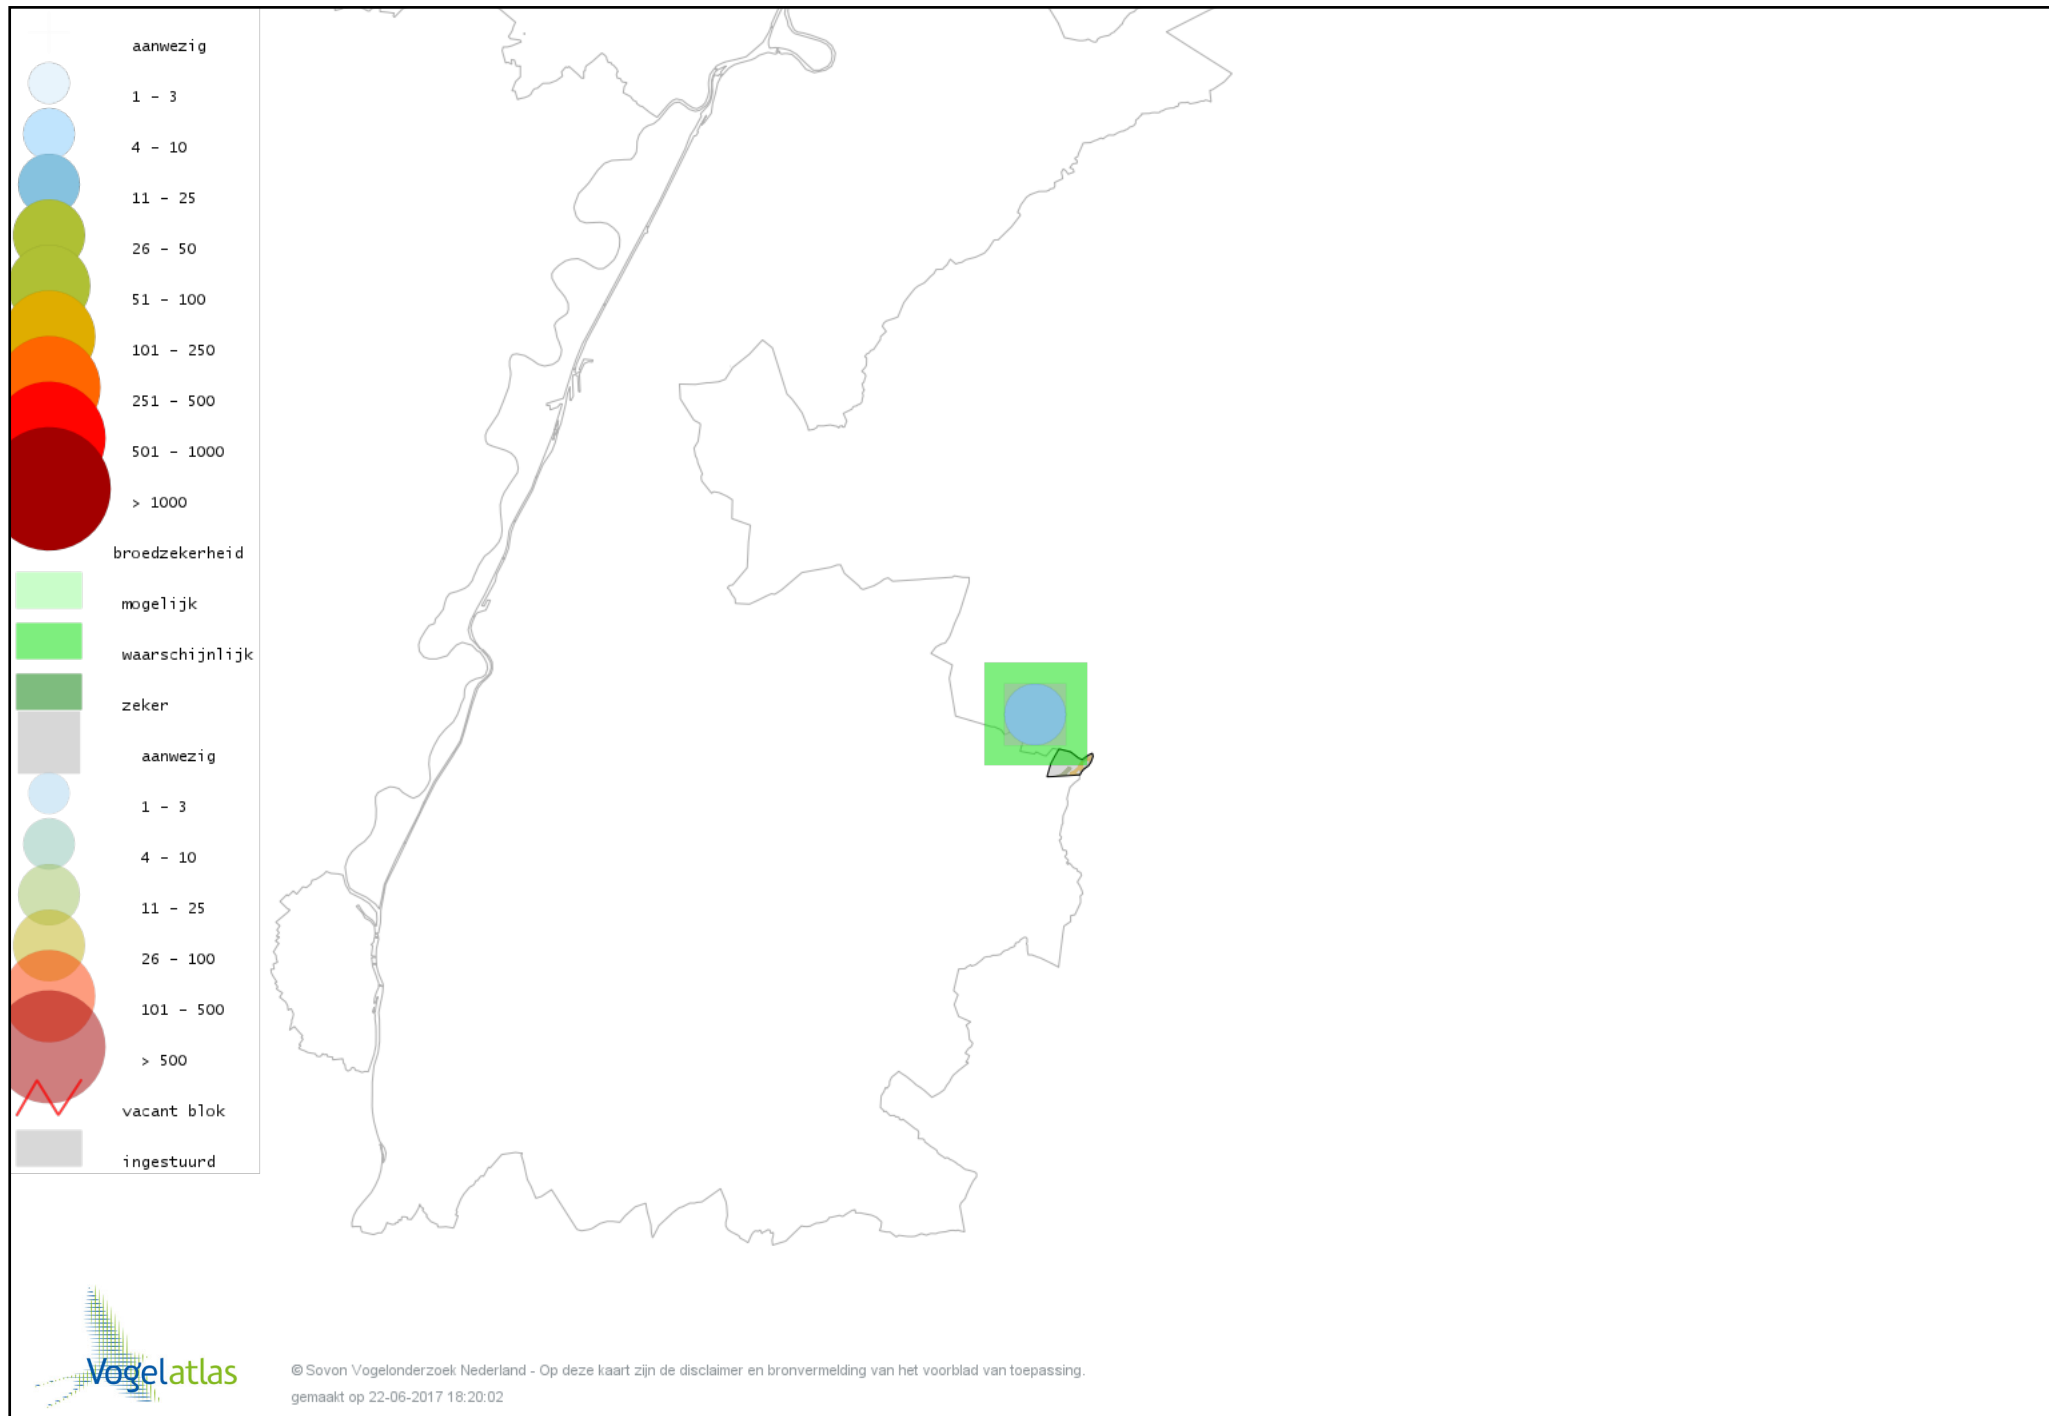 aanwezig
1 - 3
4 - 10
11 - 25
26 - 50
51 - 100
101 - 250
251 - 500
501 - 1000
> 1000
broedzekerheid
mogelijk
waarschijnlijk
zeker
aanwezig
1 - 3
4 - 10
11 - 25
26 - 100
101 - 500
> 500
vacant blok
ingestuurd
Vogelatlas
© Sovon Vogelonderzoek Nederland - Op deze kaart zijn de disclaimer en bronvermelding van het voorblad van toepassing.
gemaakt op 22-06-2017 18:20:02